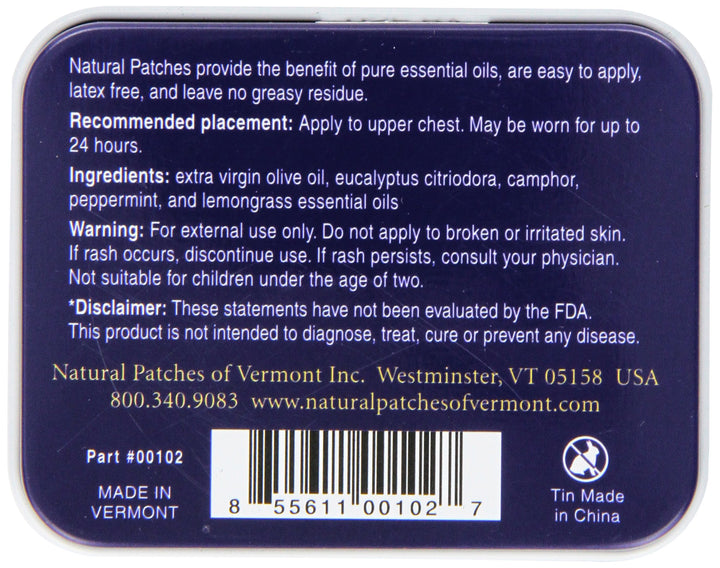 Natural Patches provide the benefit of pure essential oils, are easy to apply,
latex free, and leave no greasy residue.
Recommended placement: Apply to upper chest. May be worn for up to
24 hours.
Ingredients: extra virgin olive oil, eucalyptus citriodora, camphor,
peppermint, and lemongrass essential oils
Warning: For external use only. Do not apply to broken or irritated skin.
If rash occurs, discontinue use. If rash persists, consult your physician.
Not suitable for children under the age of two.
*Disclaimer: These statements have not been evaluated by the FDA.
This product is not intended to diagnose, treat, cure or prevent any disease.
Natural Patches of Vermont Inc. Westminster, VT 05158 USA
800.340.9083 www.naturalpatchesofvermont.com
Part #00102
MADE IN
VERMONT
8 55611 00102 7
Tin Made
in China